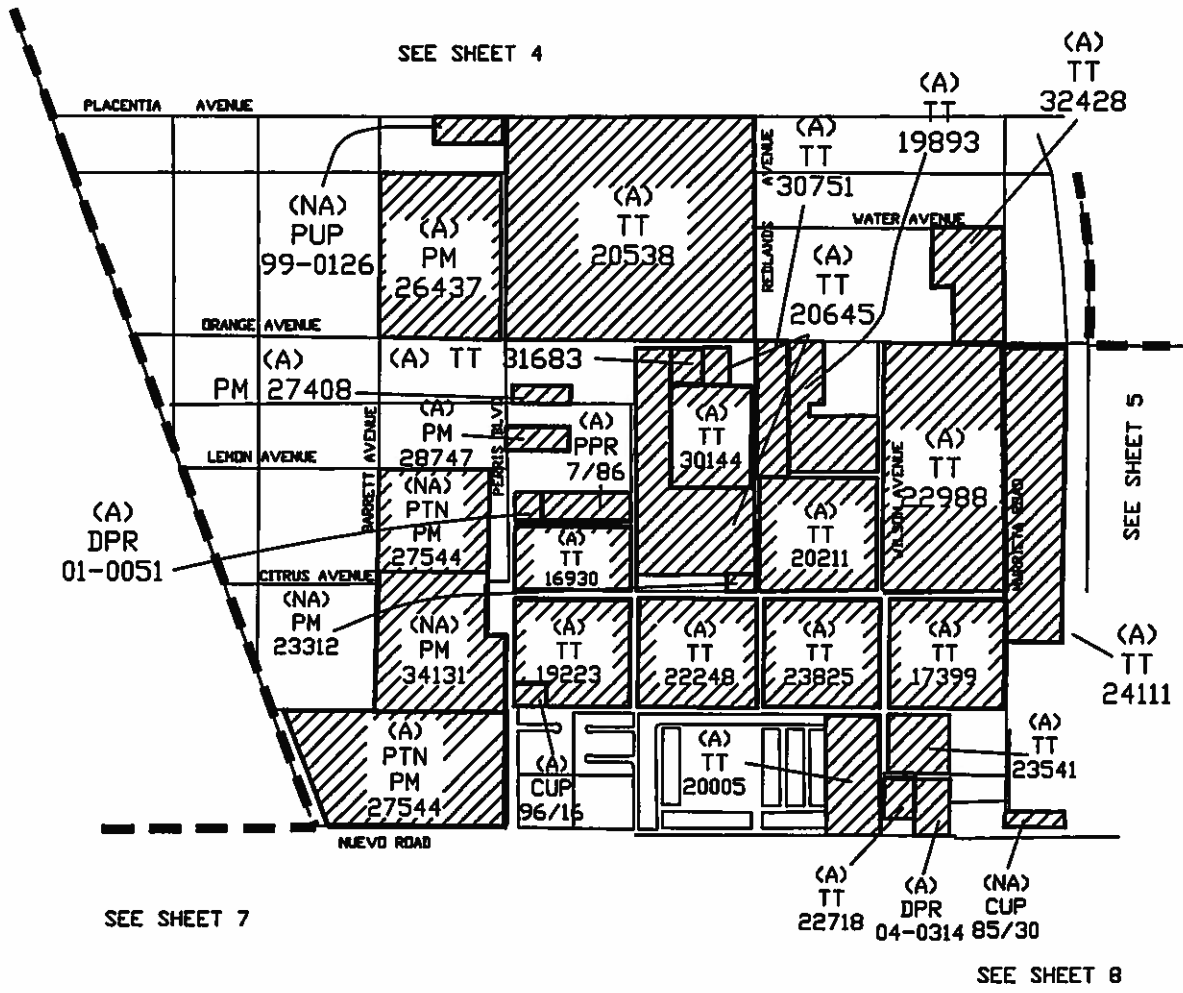 SEE SHEET 4
(A)
TT
32428
(A)
TT
19893
PLACENTIA AVENUE
(A)
TT
30751
REDLANDS AVENUE
WATER AVENUE
(NA)
PUP
99-0126
(A)
PM
26437
(A)
TT
20538
(A)
TT
20645
ORANGE AVENUE
(A)
PM 27408
(A) TT 31683
BARRETT AVENUE
PERRIS BLVD
(A)
PM
28747
(A)
PPR
7/86
(A)
TT
30144
WILSON AVENUE
(A)
TT
22988
MURRIETA ROAD
SEE SHEET 5
LEMON AVENUE
(NA)
PTN
PM
27544
(A)
DPR
01-0051
(A)
TT
16930
(A)
TT
20211
CITRUS AVENUE
(NA)
PM
23312
(NA)
PM
34131
(A)
TT
19223
(A)
TT
22248
(A)
TT
23825
(A)
TT
17399
(A)
TT
24111
(A)
PTN
PM
27544
(A)
CUP
96/16
(A)
TT
20005
(A)
TT
23541
NUEVO ROAD
(A)
TT
22718
(A)
DPR
04-0314
(NA)
CUP
85/30
SEE SHEET 7
SEE SHEET 8